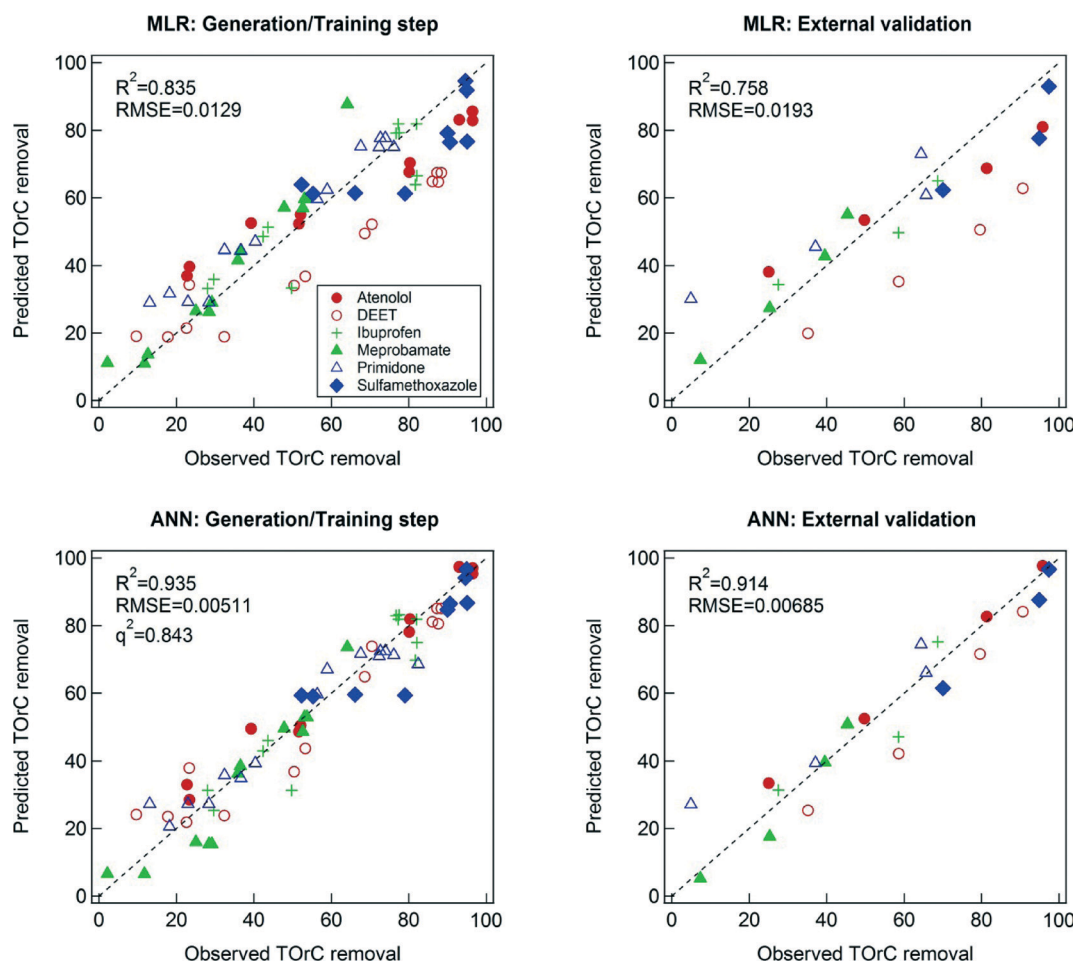 MLR: Generation/Training step
R²=0.835
RMSE=0.0129
Predicted TOrC removal
100
80
60
40
20
0
Atenolol
DEET
Ibuprofen
Meprobamate
Primidone
Sulfamethoxazole
0 20 40 60 80 100
Observed TOrC removal
MLR: External validation
R²=0.758
RMSE=0.0193
Predicted TOrC removal
100
80
60
40
20
0
0 20 40 60 80 100
Observed TOrC removal
ANN: Generation/Training step
R²=0.935
RMSE=0.00511
q²=0.843
Predicted TOrC removal
100
80
60
40
20
0
0 20 40 60 80 100
Observed TOrC removal
ANN: External validation
R²=0.914
RMSE=0.00685
Predicted TOrC removal
100
80
60
40
20
0
0 20 40 60 80 100
Observed TOrC removal